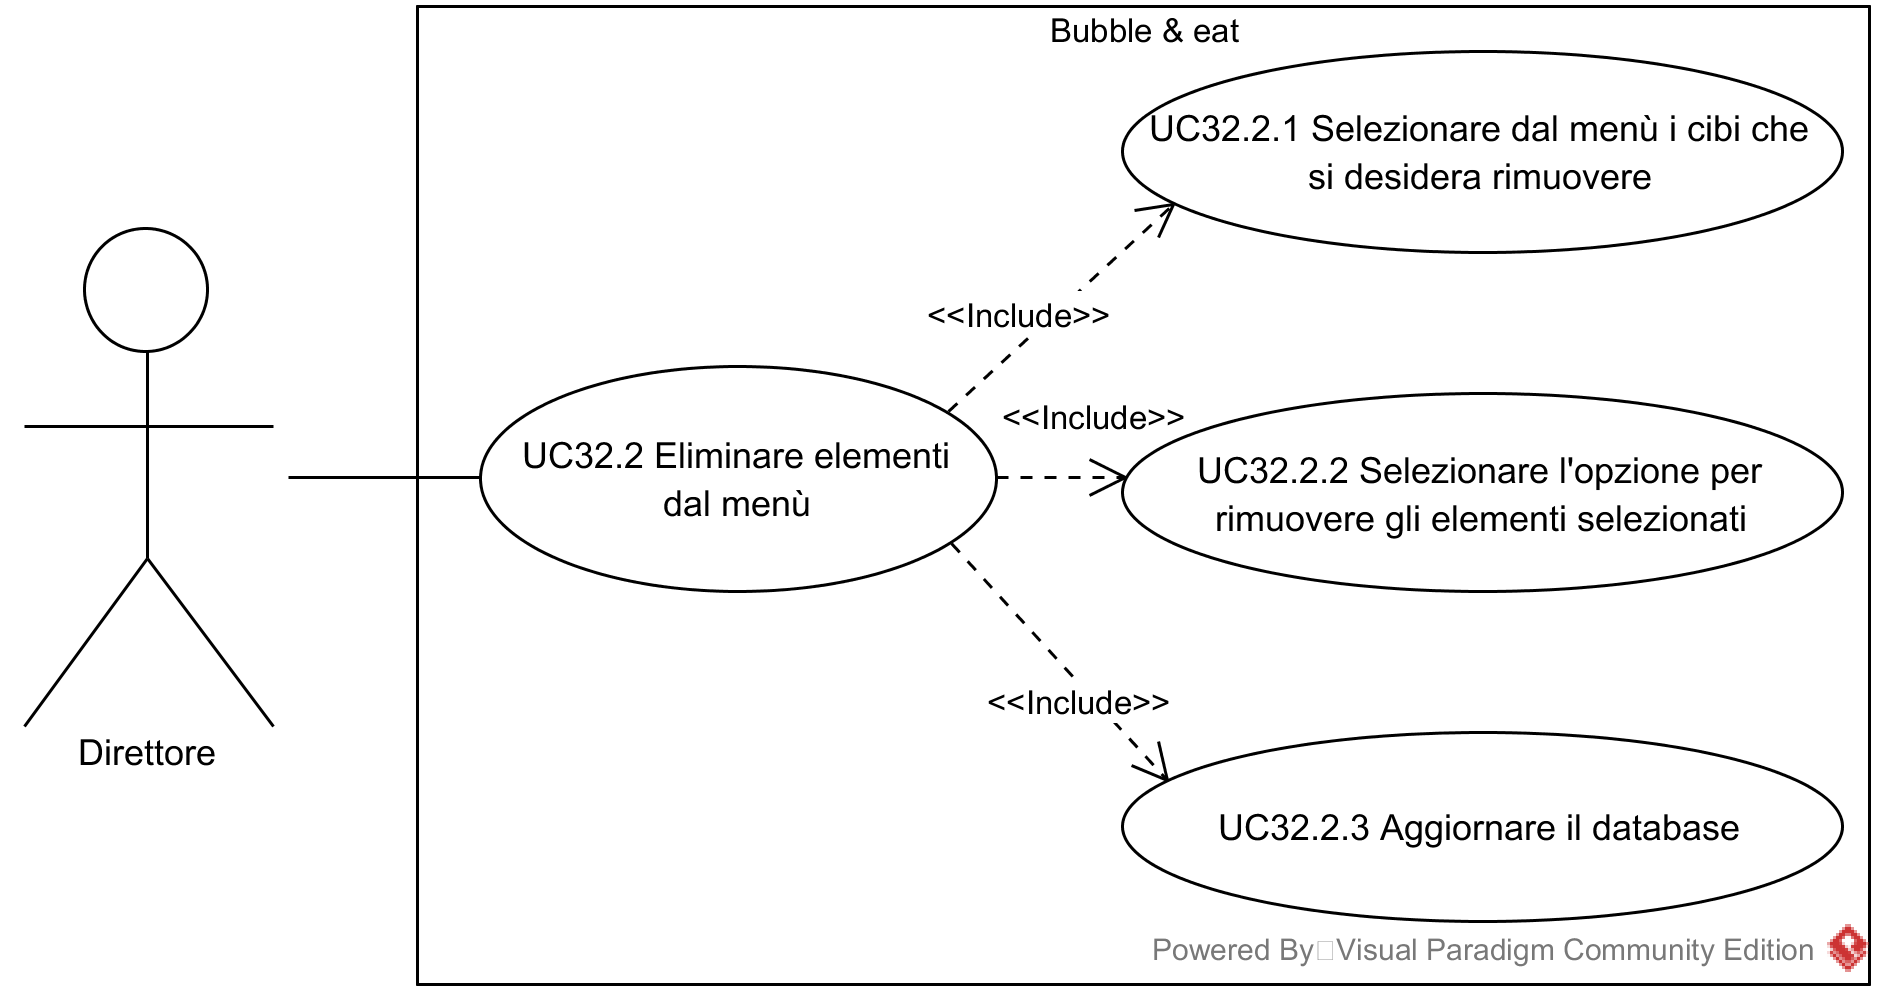 Bubble & eat
UC32.2.1 Selezionare dal menù i cibi che
si desidera rimuovere
<<Include>>
<<Include>>
UC32.2 Eliminare elementi
dal menù
UC32.2.2 Selezionare l'opzione per
rimuovere gli elementi selezionati
<<Include>>
Direttore
UC32.2.3 Aggiornare il database
Powered By Visual Paradigm Community Edition